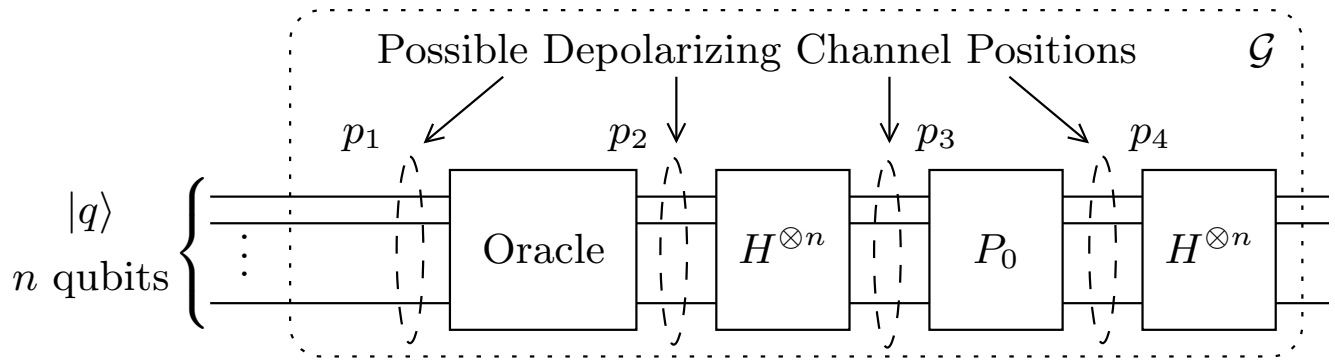 Possible Depolarizing Channel Positions
𝒢
p₁ p₂ p₃ p₄
|q⟩
n qubits
⋮
Oracle H^{⊗n} P₀ H^{⊗n}